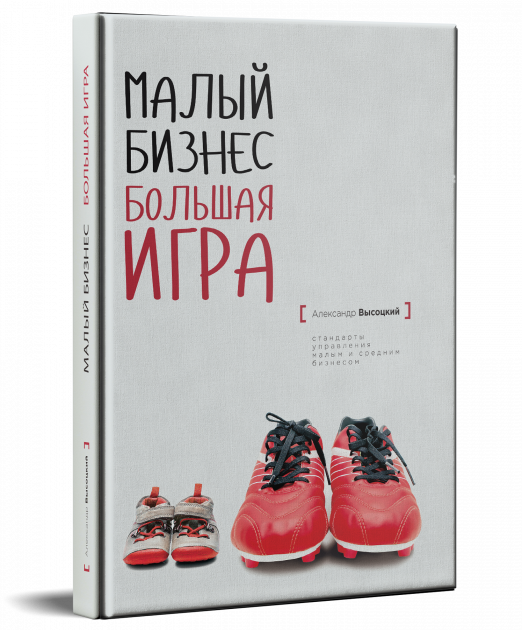 МАЛЫЙ
БИЗНЕС
БОЛЬШАЯ
ИГРА
[ Александр Высоцкий ]
стандарты
управления
малым и средним
бизнесом
МАЛЫЙ БИЗНЕС БОЛЬШАЯ ИГРА
[ Александр Высоцкий ]